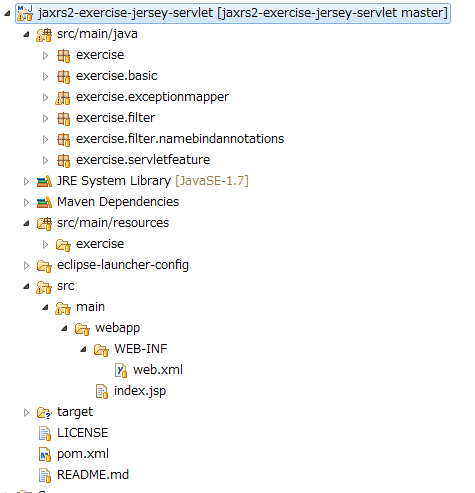 jaxrs2-exercise-jersey-servlet [jaxrs2-exercise-jersey-servlet master]
src/main/java
exercise
exercise.basic
exercise.exceptionmapper
exercise.filter
exercise.filter.namebindannotations
exercise.servletfeature
JRE System Library [JavaSE-1.7]
Maven Dependencies
src/main/resources
exercise
eclipse-launcher-config
src
main
webapp
WEB-INF
web.xml
index.jsp
target
LICENSE
pom.xml
README.md